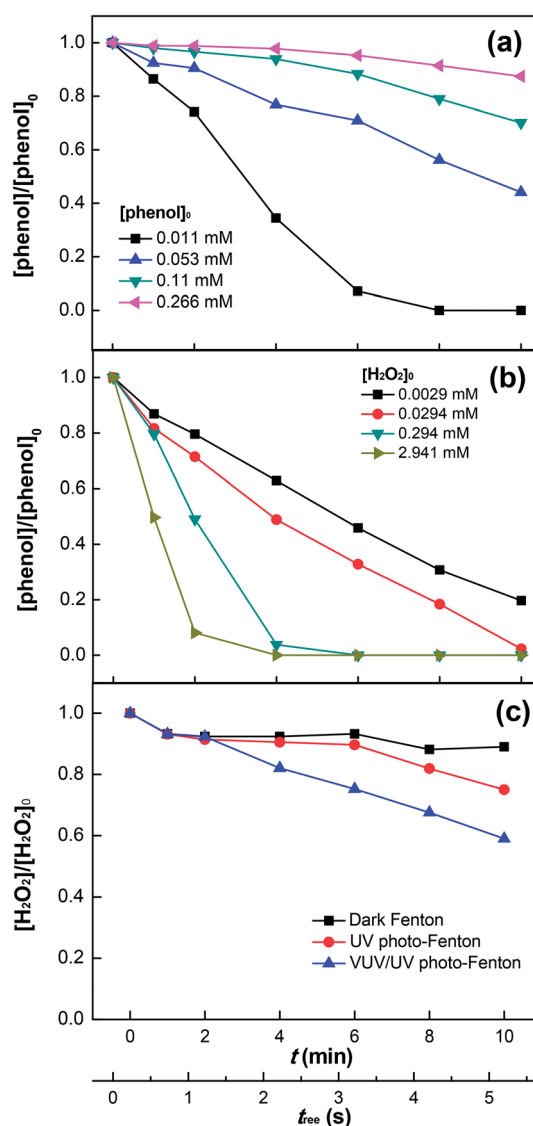 (a)
1.0
0.8
0.6
0.4
0.2
0.0
[phenol]/[phenol]₀
[phenol]₀
0.011 mM
0.053 mM
0.11 mM
0.266 mM
(b)
1.0
0.8
0.6
0.4
0.2
0.0
[phenol]/[phenol]₀
[H₂O₂]₀
0.0029 mM
0.0294 mM
0.294 mM
2.941 mM
(c)
1.0
0.8
0.6
0.4
0.2
0.0
[H₂O₂]/[H₂O₂]₀
Dark Fenton
UV photo-Fenton
VUV/UV photo-Fenton
0 2 4 6 8 10
t (min)
0 1 2 3 4 5
tree (s)